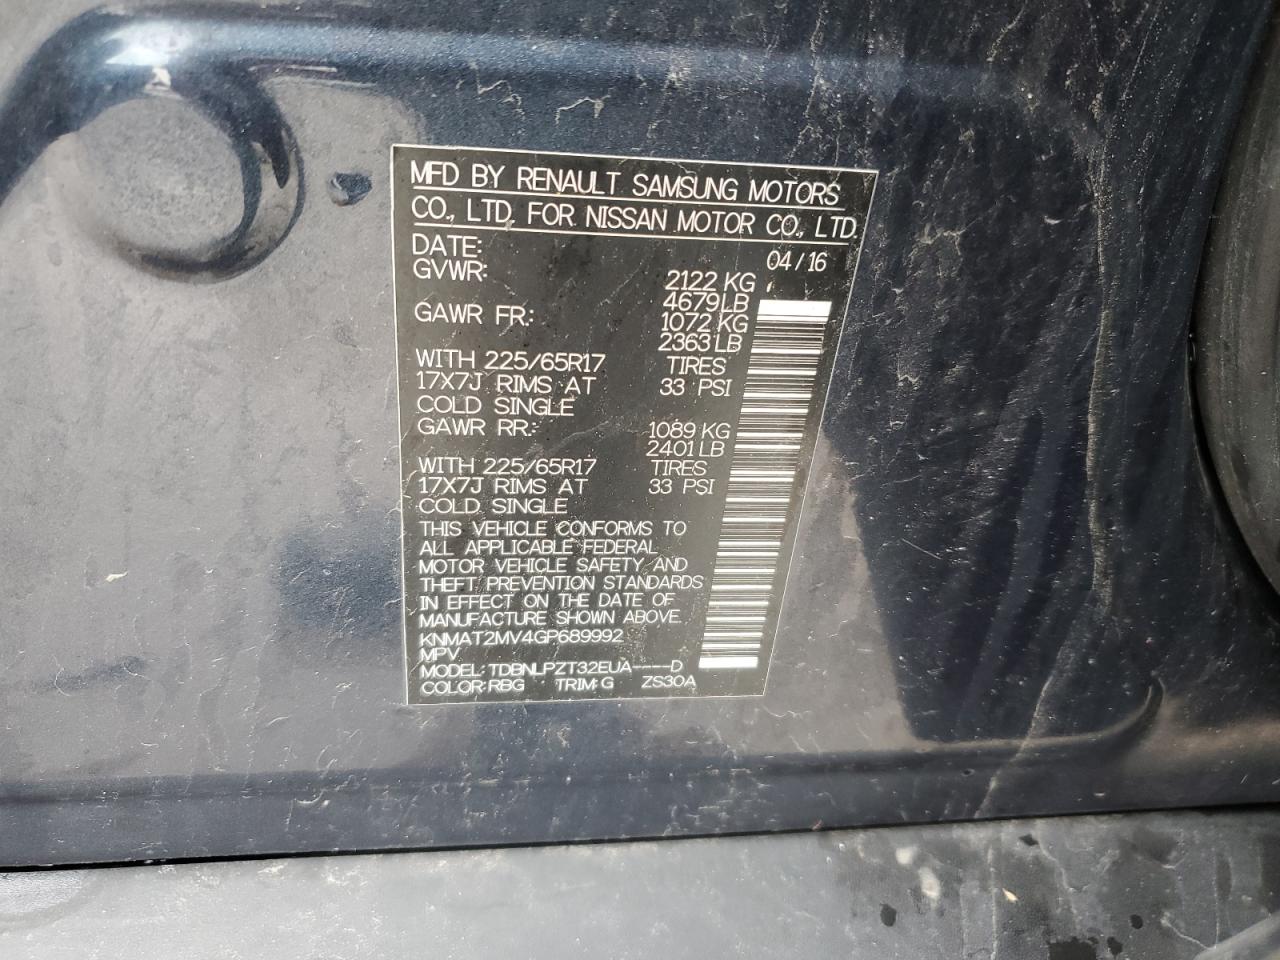 MFD BY RENAULT SAMSUNG MOTORS
CO., LTD. FOR NISSAN MOTOR CO., LTD.
DATE: 04/16
GVWR: 2122 KG
4679LB
GAWR FR.: 1072 KG
2363LB
WITH 225/65R17 TIRES
17X7J RIMS AT 33 PSI
COLD SINGLE
GAWR RR.: 1089 KG
2401LB
WITH 225/65R17 TIRES
17X7J RIMS AT 33 PSI
COLD SINGLE
THIS VEHICLE CONFORMS TO
ALL APPLICABLE FEDERAL
MOTOR VEHICLE SAFETY AND
THEFT PREVENTION STANDARDS
IN EFFECT ON THE DATE OF
MANUFACTURE SHOWN ABOVE.
KNMAT2MV4GP689992
MPV
MODEL:TDBNLPZT32EUA----D
COLOR:RBG TRIM:G ZS30A